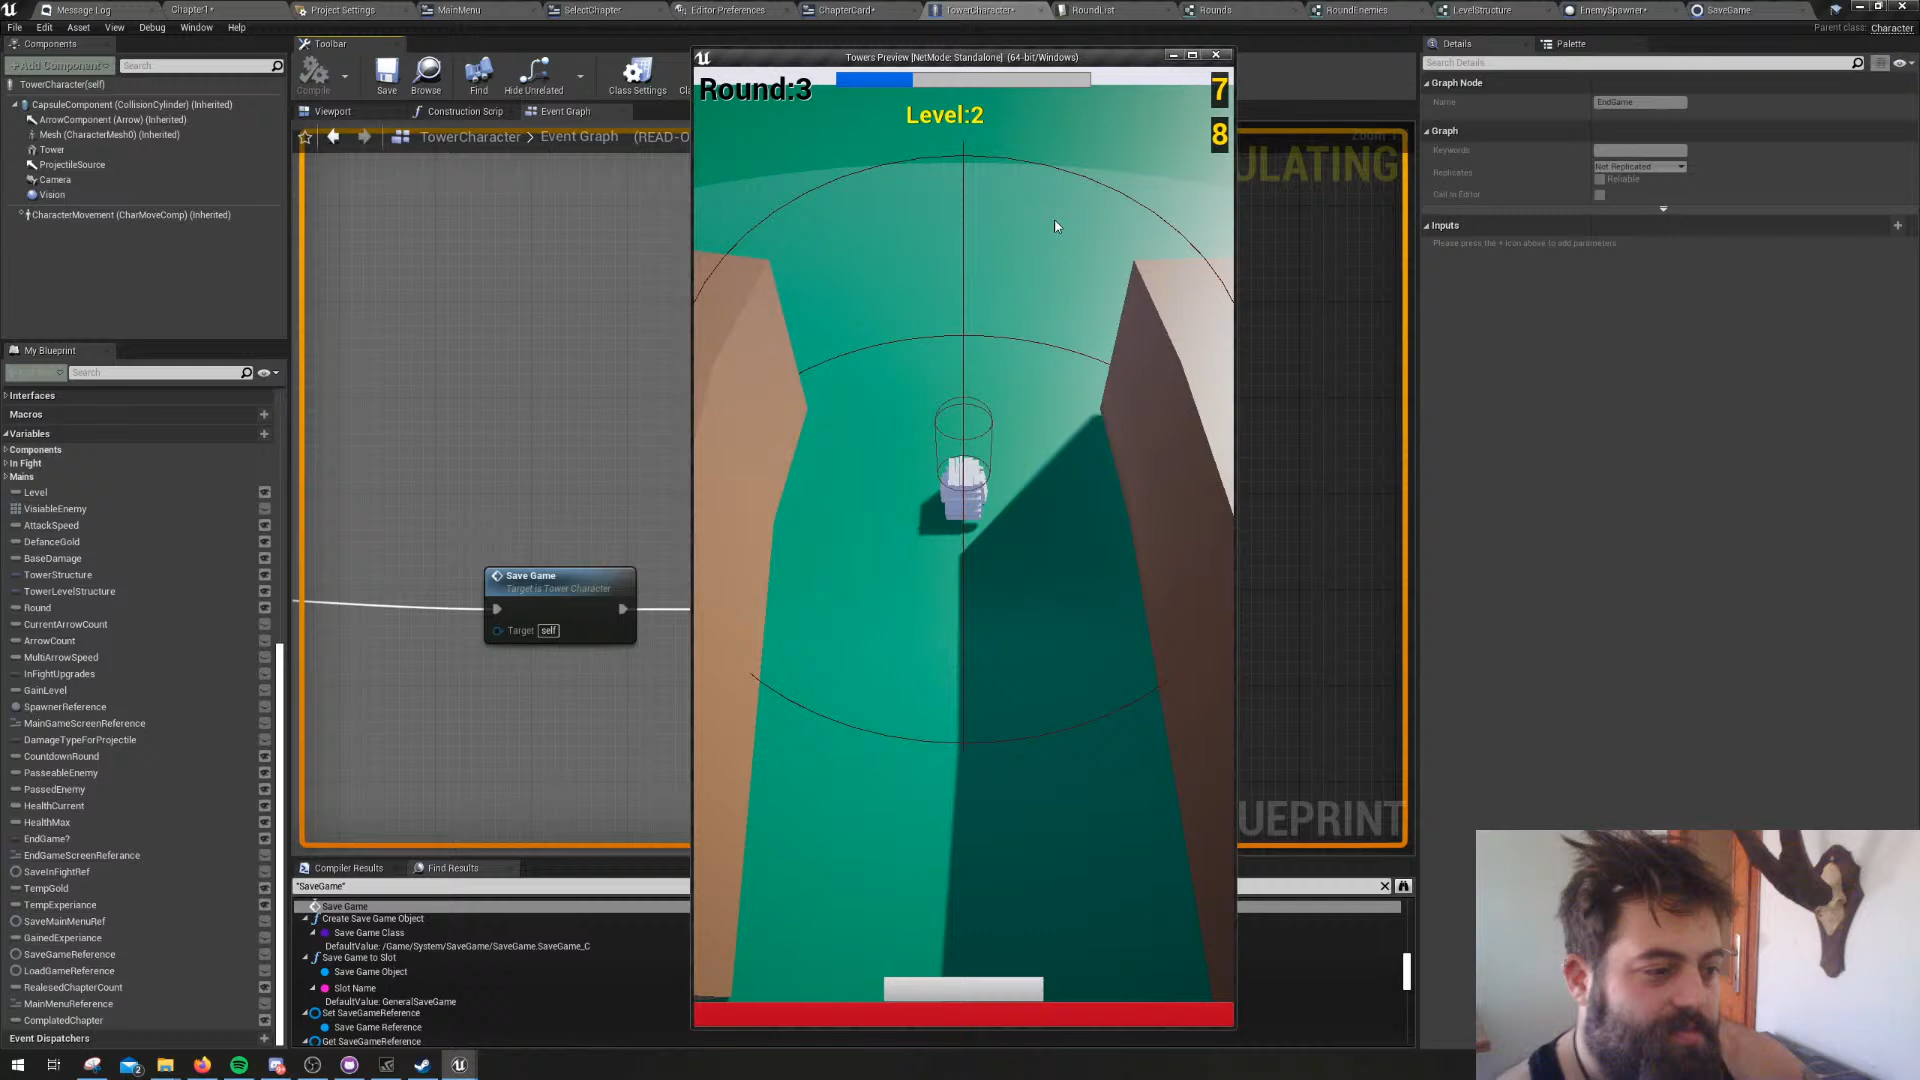 Message Log
Chapter1*
Project Settings
MainMenu
SelectChapter
Editor Preferences
ChapterCard*
TowerCharacter*
RoundList
Rounds
RoundEnemies
LevelStructure
EnemySpawner*
SaveGame
File Edit Asset View Debug Window Help
Parent class: Character
Components
+Add Component
Search
TowerCharacter(self)
CapsuleComponent (CollisionCylinder) (Inherited)
ArrowComponent (Arrow) (Inherited)
Mesh (CharacterMesh0) (Inherited)
Tower
ProjectileSource
Camera
Vision
CharacterMovement (CharMoveComp) (Inherited)
My Blueprint
Search
Interfaces
Macros
Variables
Components
In Fight
Mains
Level
VisiableEnemy
AttackSpeed
DefanceGold
BaseDamage
TowerStructure
TowerLevelStructure
Round
CurrentArrowCount
ArrowCount
MultiArrowSpeed
InFightUpgrades
GainLevel
SpawnerReference
MainGameScreenReference
DamageTypeForProjectile
CountdownRound
PasseableEnemy
PassedEnemy
HealthCurrent
HealthMax
EndGame?
EndGameScreenReferance
SaveInFightRef
TempGold
TempExperiance
SaveMainMenuRef
GainedExperiance
SaveGameReference
LoadGameReference
RealesedChapterCount
MainMenuReference
ComplatedChapter
Event Dispatchers
Toolbar
Compile
Save
Browse
Find
Hide Unrelated
Class Settings
Viewport
Construction Scrip
Event Graph
TowerCharacter
Event Graph
(READ-O
ULATING
UEPRINT
Save Game
Target is Tower Character
Target self
Compiler Results
Find Results
"SaveGame"
Save Game
Create Save Game Object
Save Game Class
DefaultValue: /Game/System/SaveGame/SaveGame.SaveGame_C
Save Game to Slot
Save Game Object
Slot Name
DefaultValue: GeneralSaveGame
Set SaveGameReference
Save Game Reference
Get SaveGameReference
Towers Preview [NetMode: Standalone] (64-bit/Windows)
Round:3
Level:2
7
8
Details
Palette
Search Details
Graph Node
Name
EndGame
Graph
Keywords
Replicates
Not Replicated
Reliable
Call In Editor
Inputs
Please press the + icon above to add parameters